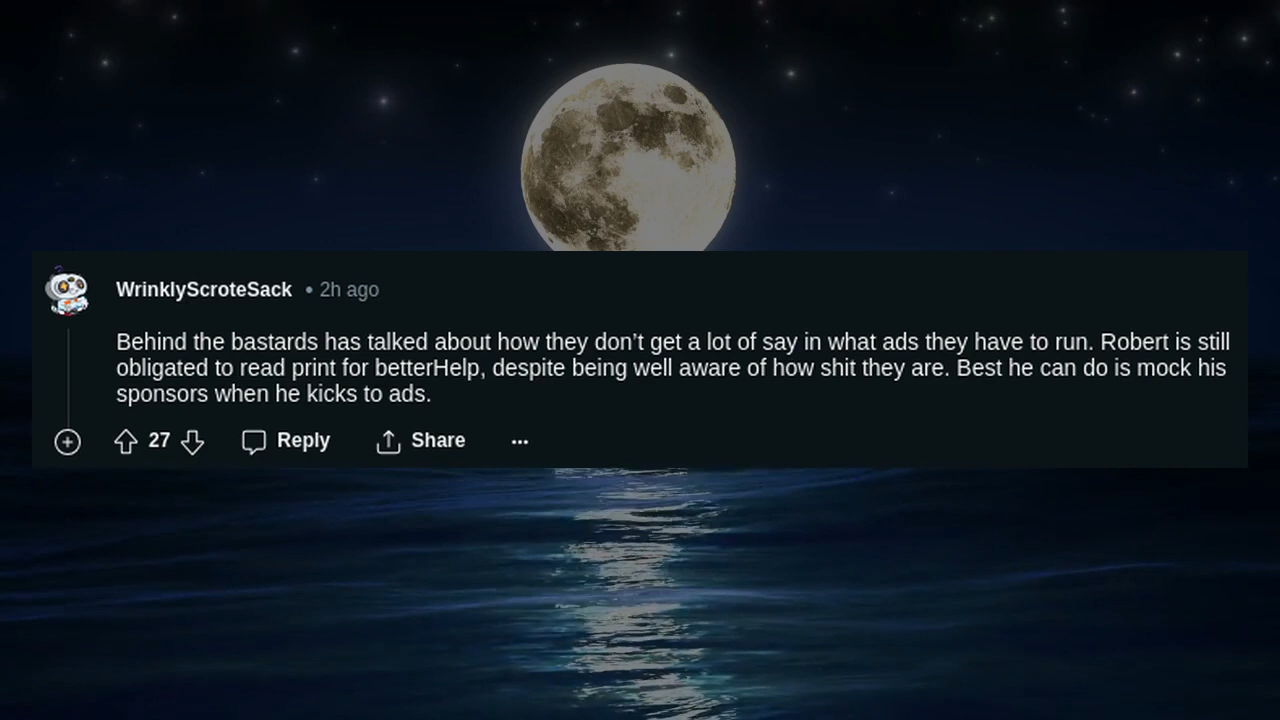 WrinklyScroteSack • 2h ago
Behind the bastards has talked about how they don't get a lot of say in what ads they have to run. Robert is still
obligated to read print for betterHelp, despite being well aware of how shit they are. Best he can do is mock his
sponsors when he kicks to ads.
27 Reply Share ···